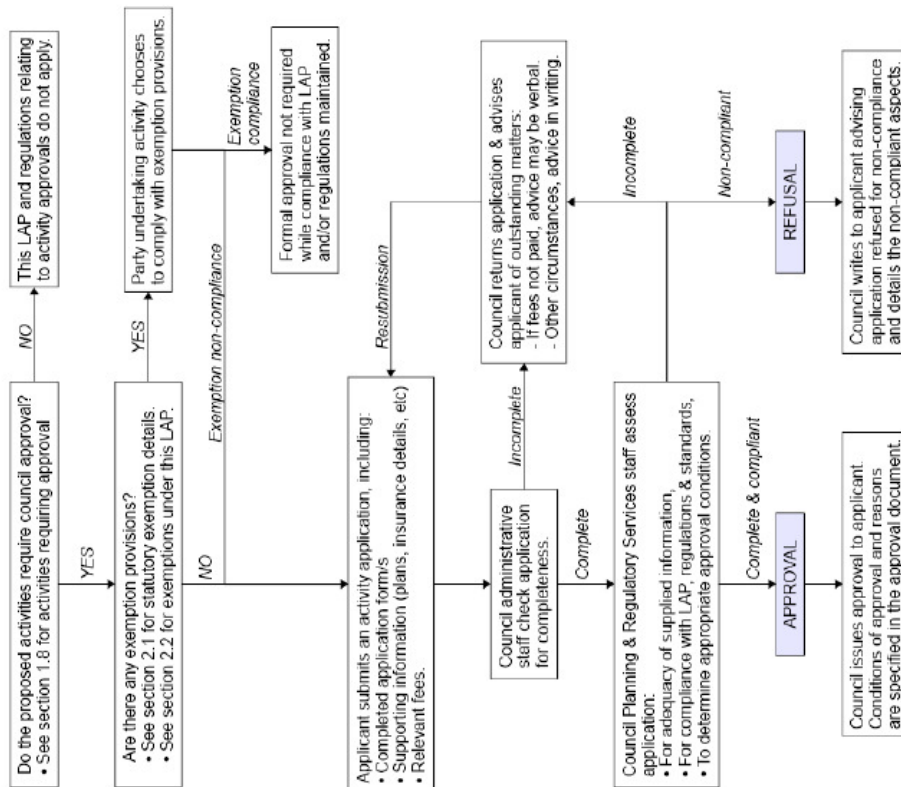 Do the proposed activities require council approval?
• See section 1.8 for activities requiring approval
NO
This LAP and regulations relating
to activity approvals do not apply.
YES
Are there any exemption provisions?
• See section 2.1 for statutory exemption details.
• See section 2.2 for exemptions under this LAP.
YES
Party undertaking activity chooses
to comply with exemption provisions.
NO
Exemption non-compliance
Exemption
compliance
Formal approval not required
while compliance with LAP
and/or regulations maintained.
Applicant submits an activity application, including:
• Completed application form/s
• Supporting information (plans, insurance details, etc)
• Relevant fees.
Resubmission
Council administrative
staff check application
for completeness.
Incomplete
Council returns application & advises
applicant of outstanding matters:
- If fees not paid, advice may be verbal.
- Other circumstances, advice in writing.
Complete
Council Planning & Regulatory Services staff assess
application:
• For adequacy of supplied information,
• For compliance with LAP, regulations & standards,
• To determine appropriate approval conditions.
Incomplete
Complete & compliant
Non-compliant
APPROVAL
REFUSAL
Council issues approval to applicant.
Conditions of approval and reasons
are specified in the approval document.
Council writes to applicant advising
application refused for non-compliance
and details the non-compliant aspects.